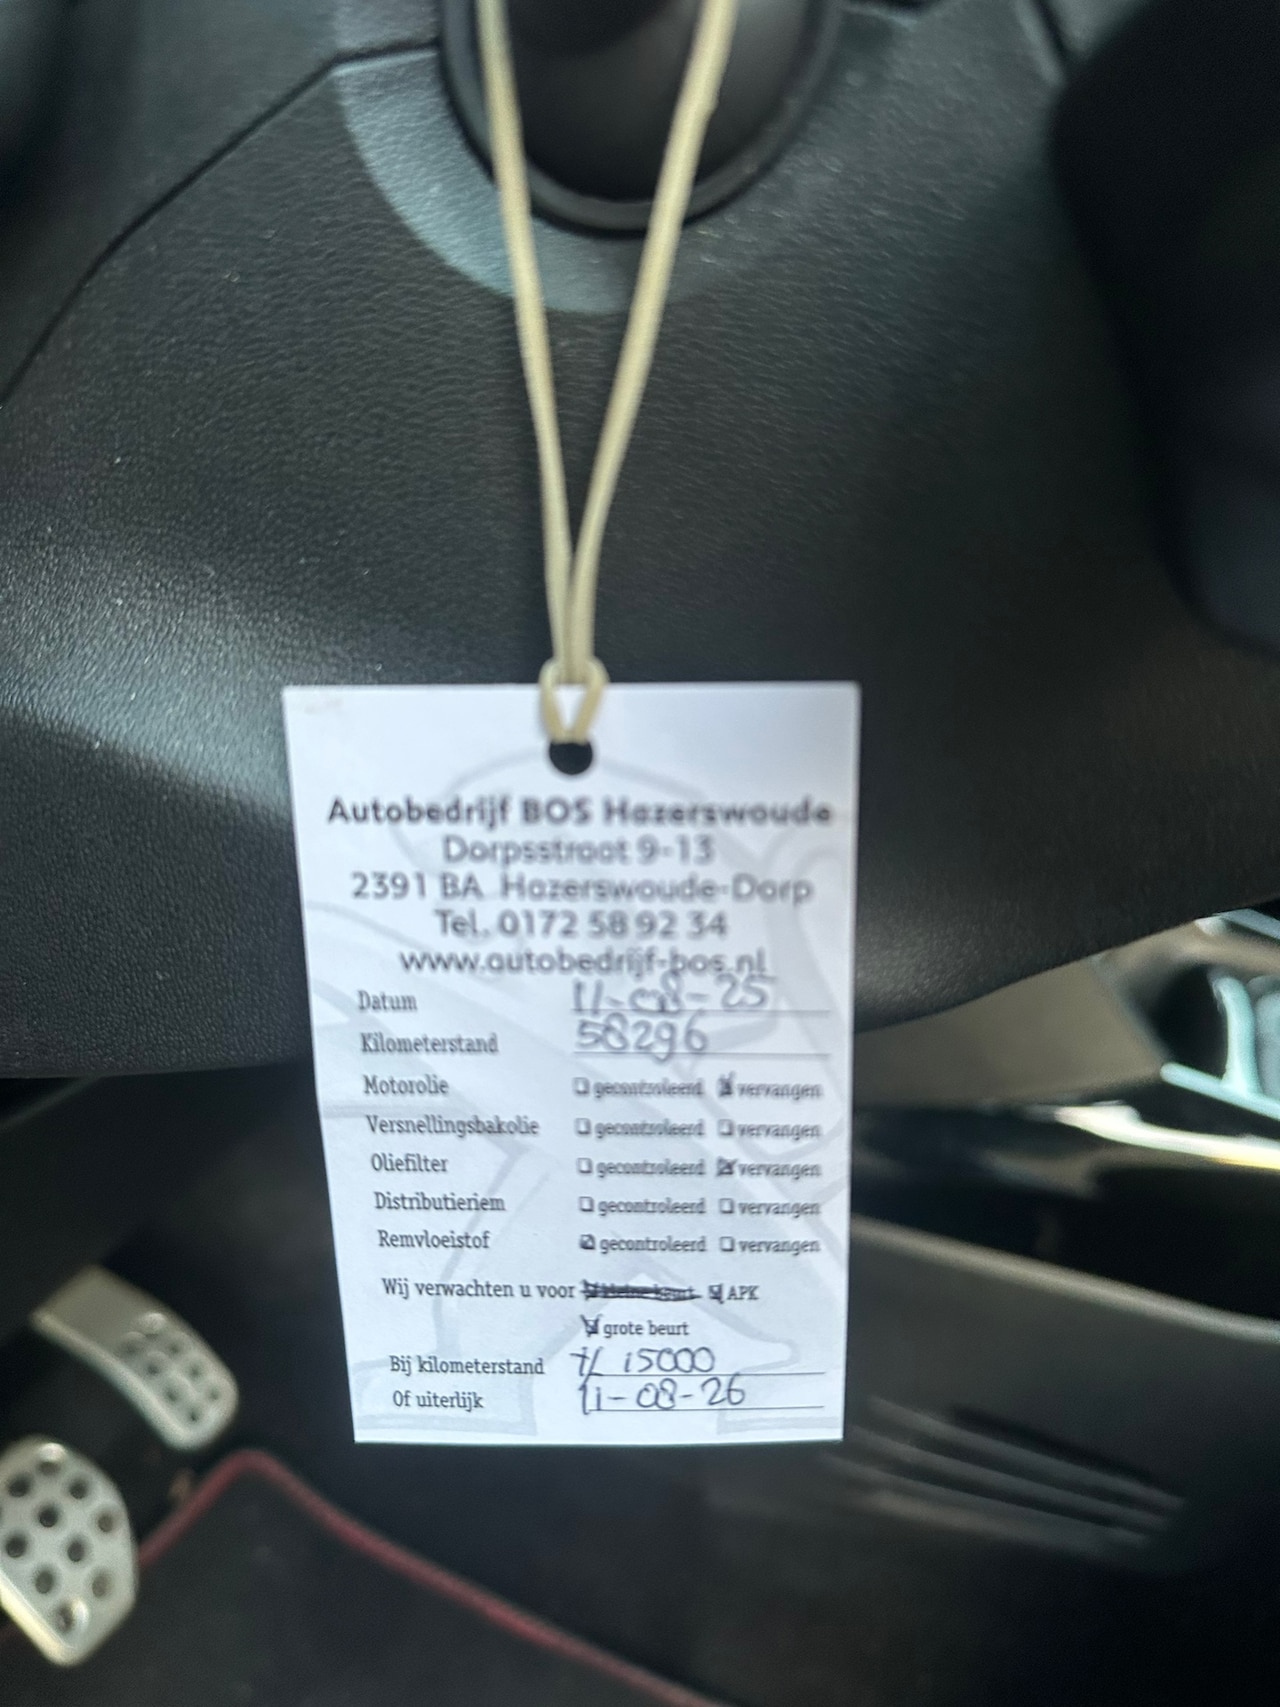 Autobedrijf BOS Hazerswoude
Dorpsstraat 9-13
2391 BA Hazerswoude-Dorp
Tel. 0172 58 92 34
www.autobedrijf-bos.nl
Datum 11-08-25
Kilometerstand 58296
Motorolie gecontroleerd vervangen
Versnellingsbakolie gecontroleerd vervangen
Oliefilter gecontroleerd vervangen
Distributieriem gecontroleerd vervangen
Remvloeistof gecontroleerd vervangen
Wij verwachten u voor kleine beurt APK
grote beurt
Bij kilometerstand +/- 15000
Of uiterlijk 11-08-26